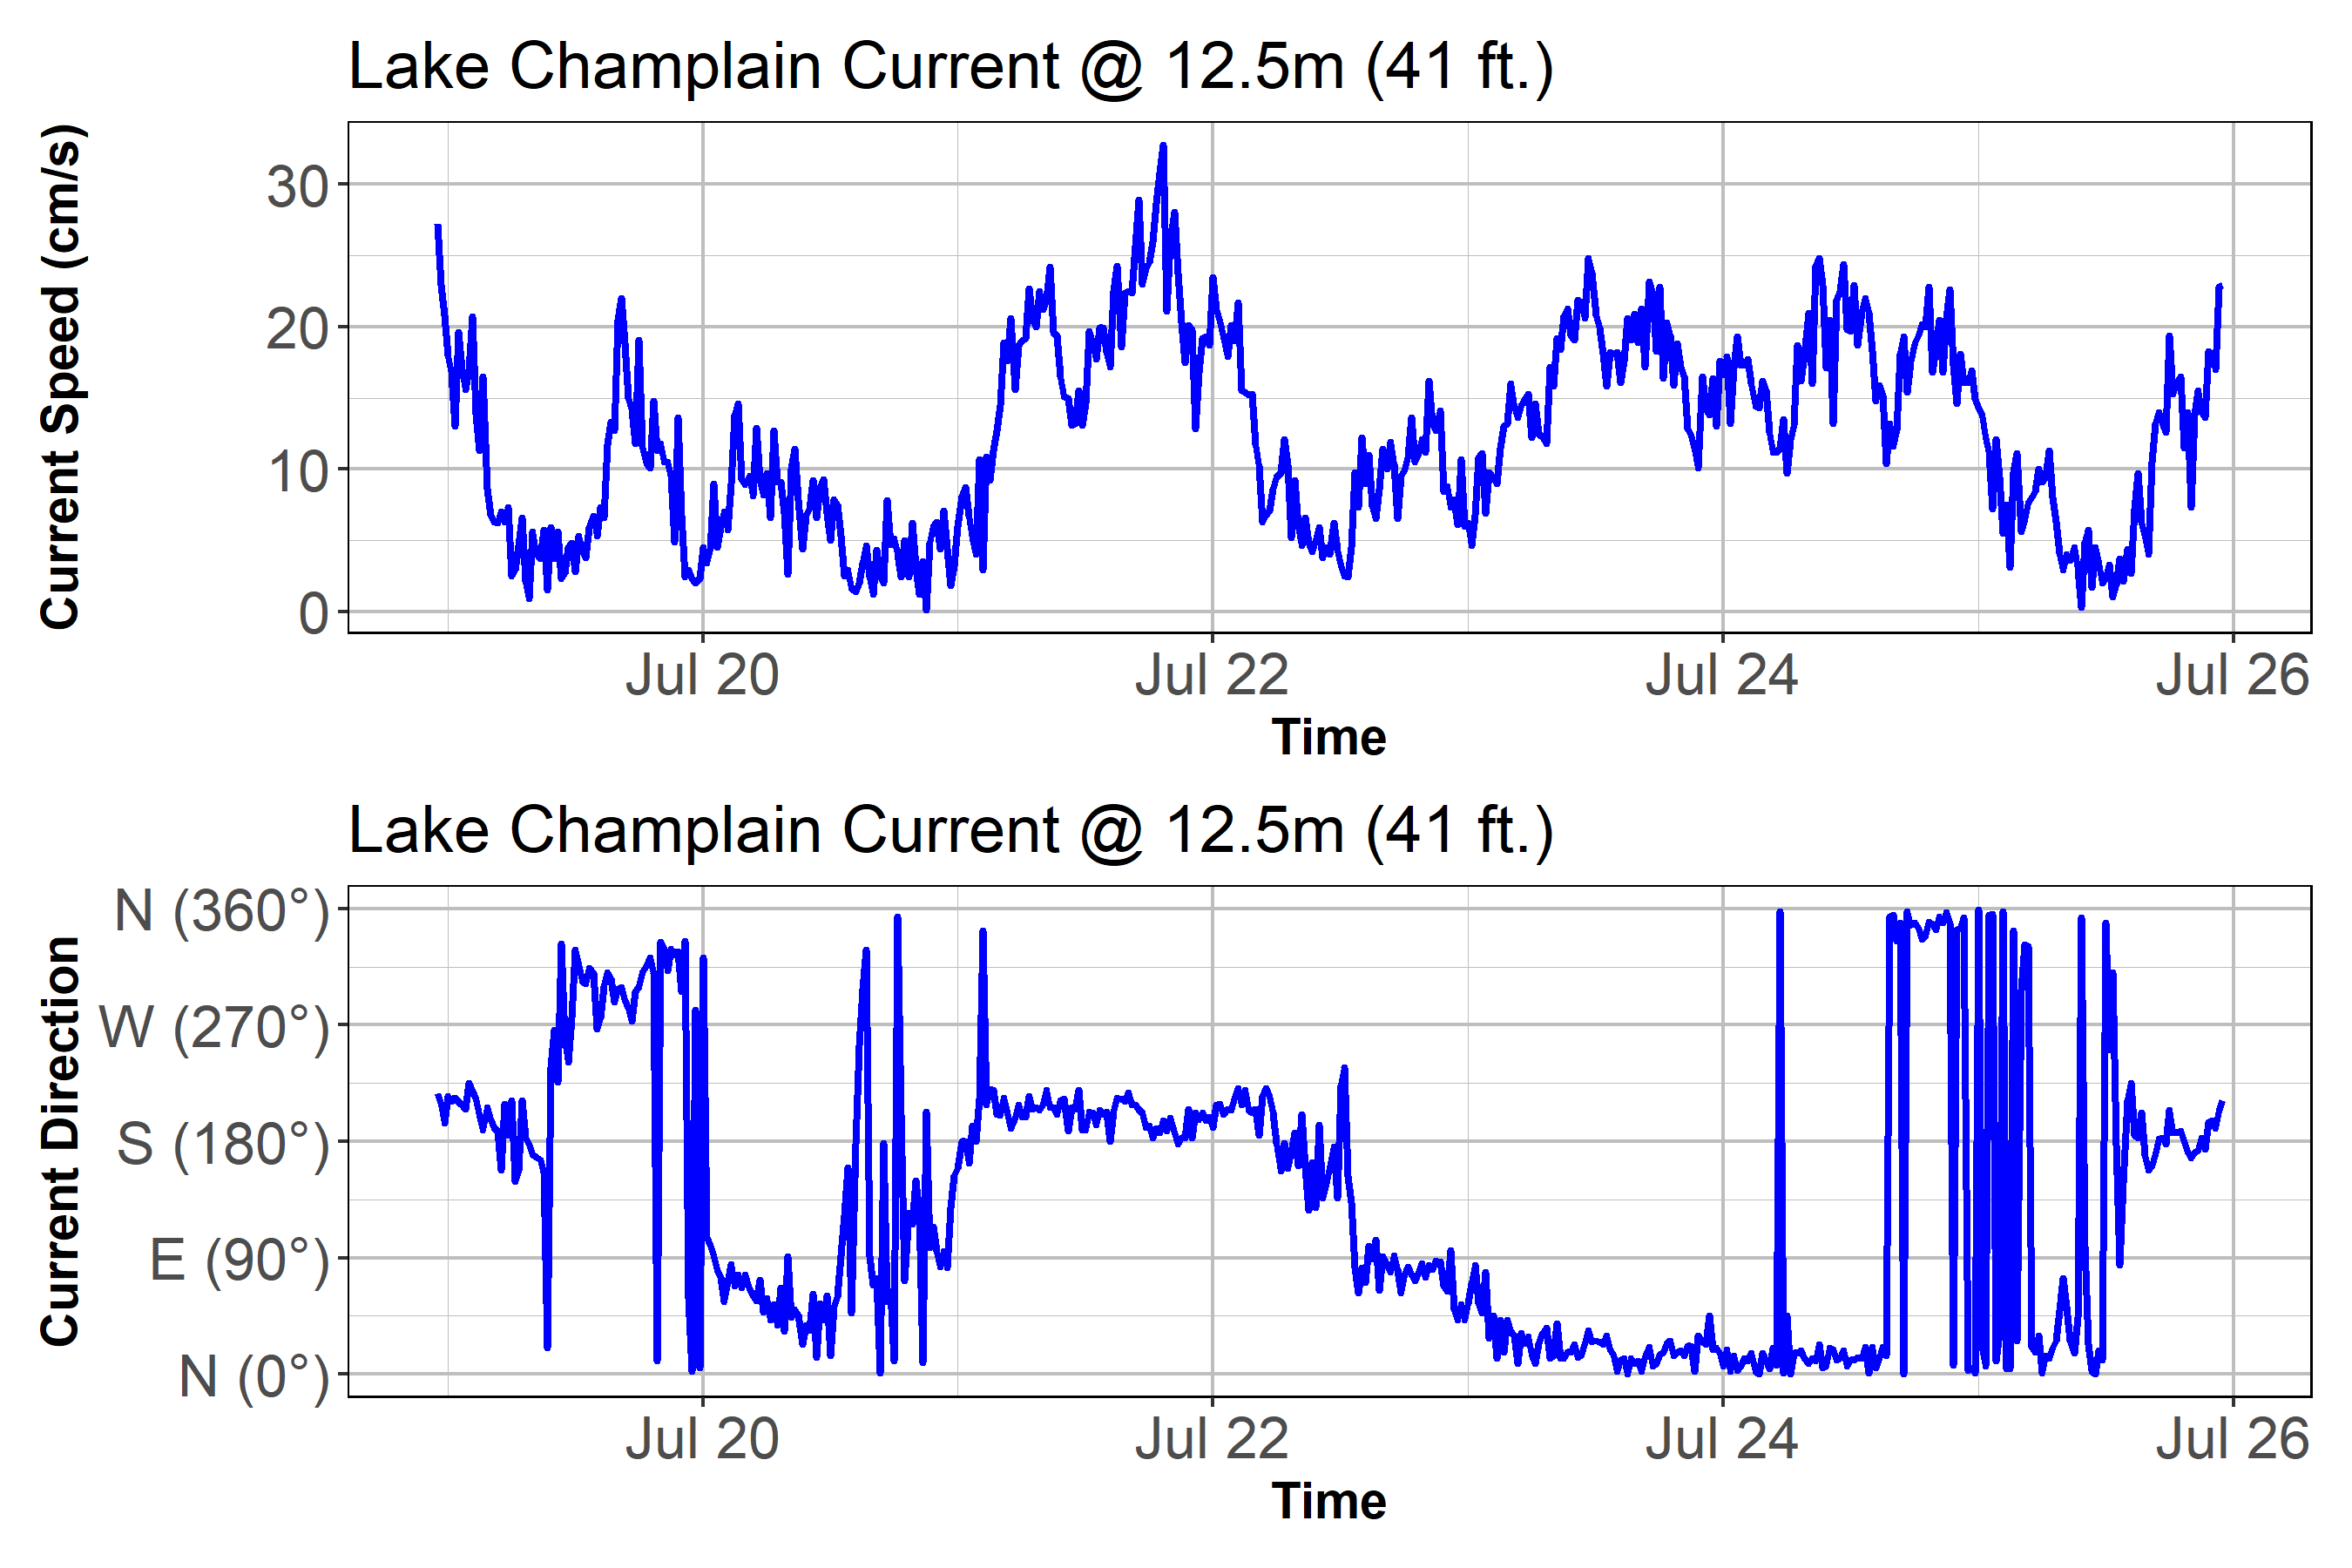 Lake Champlain Current @ 12.5m (41 ft.)
Current Speed (cm/s)
30
20
10
0
Jul 20 Jul 22 Jul 24 Jul 26
Time
Lake Champlain Current @ 12.5m (41 ft.)
Current Direction
N (360°)
W (270°)
S (180°)
E (90°)
N (0°)
Jul 20 Jul 22 Jul 24 Jul 26
Time